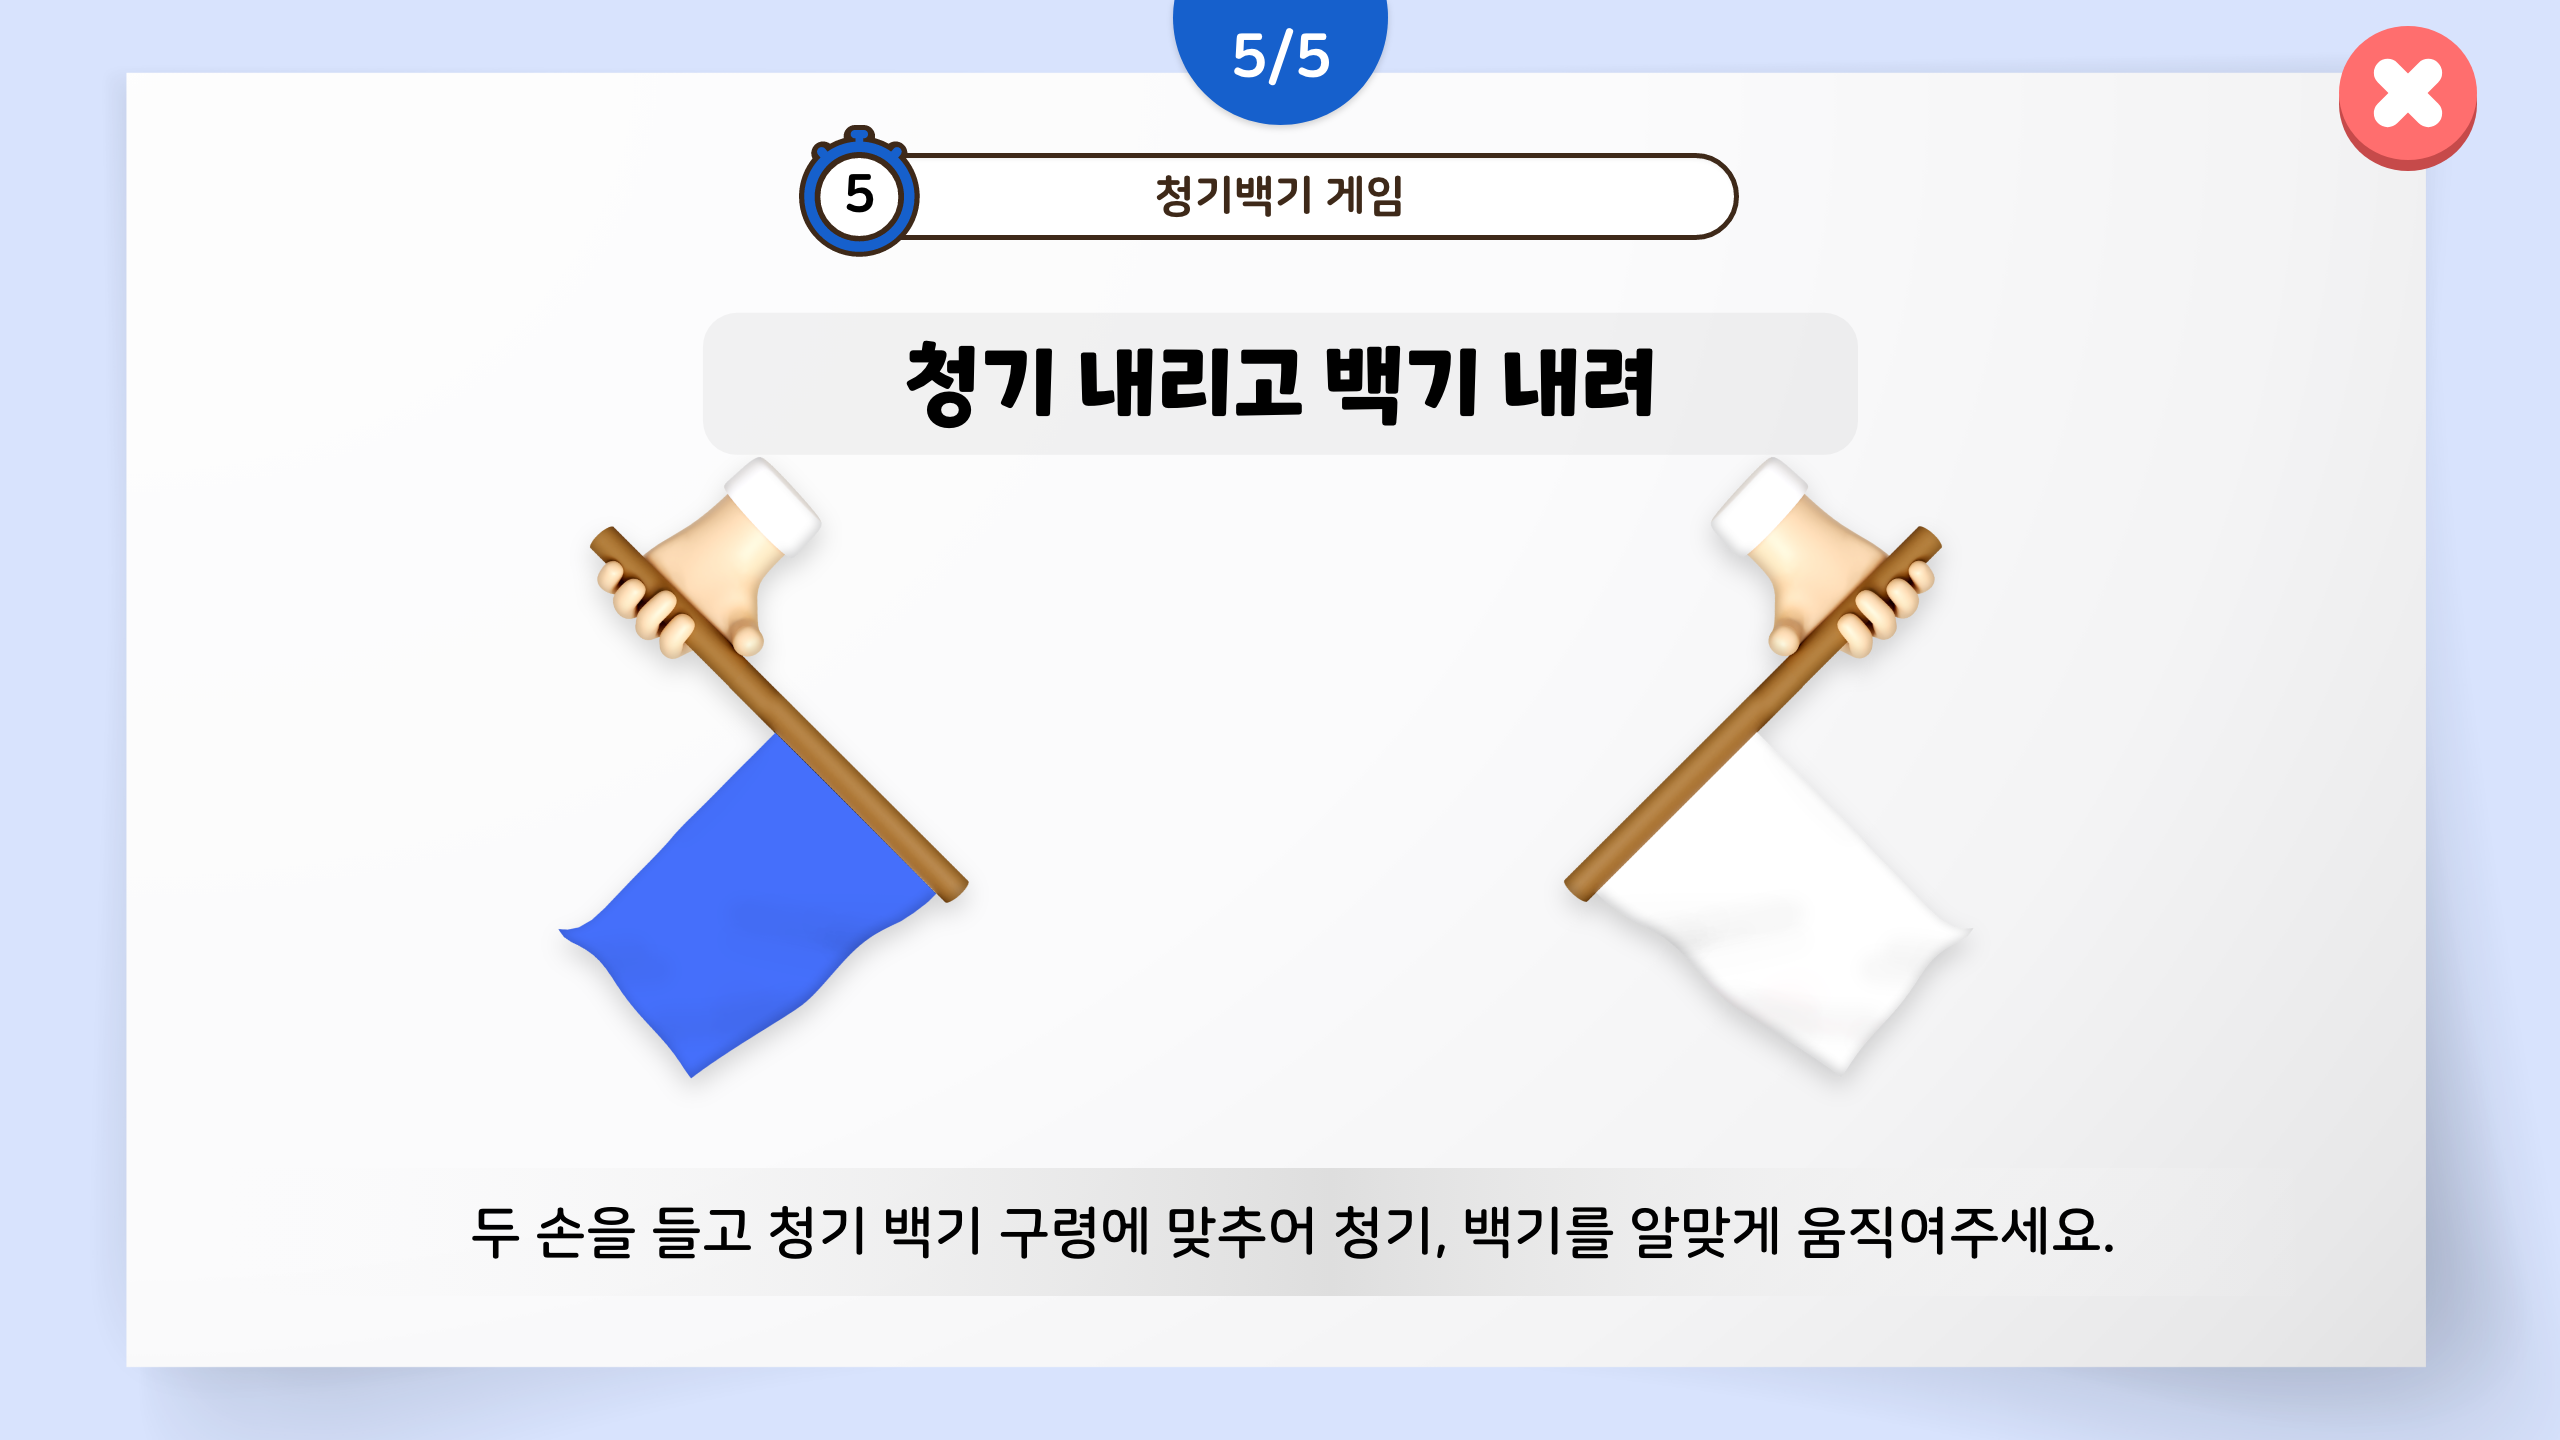 5/5
5
청기백기 게임
청기 내리고 백기 내려
두 손을 들고 청기 백기 구령에 맞추어 청기, 백기를 알맞게 움직여주세요.